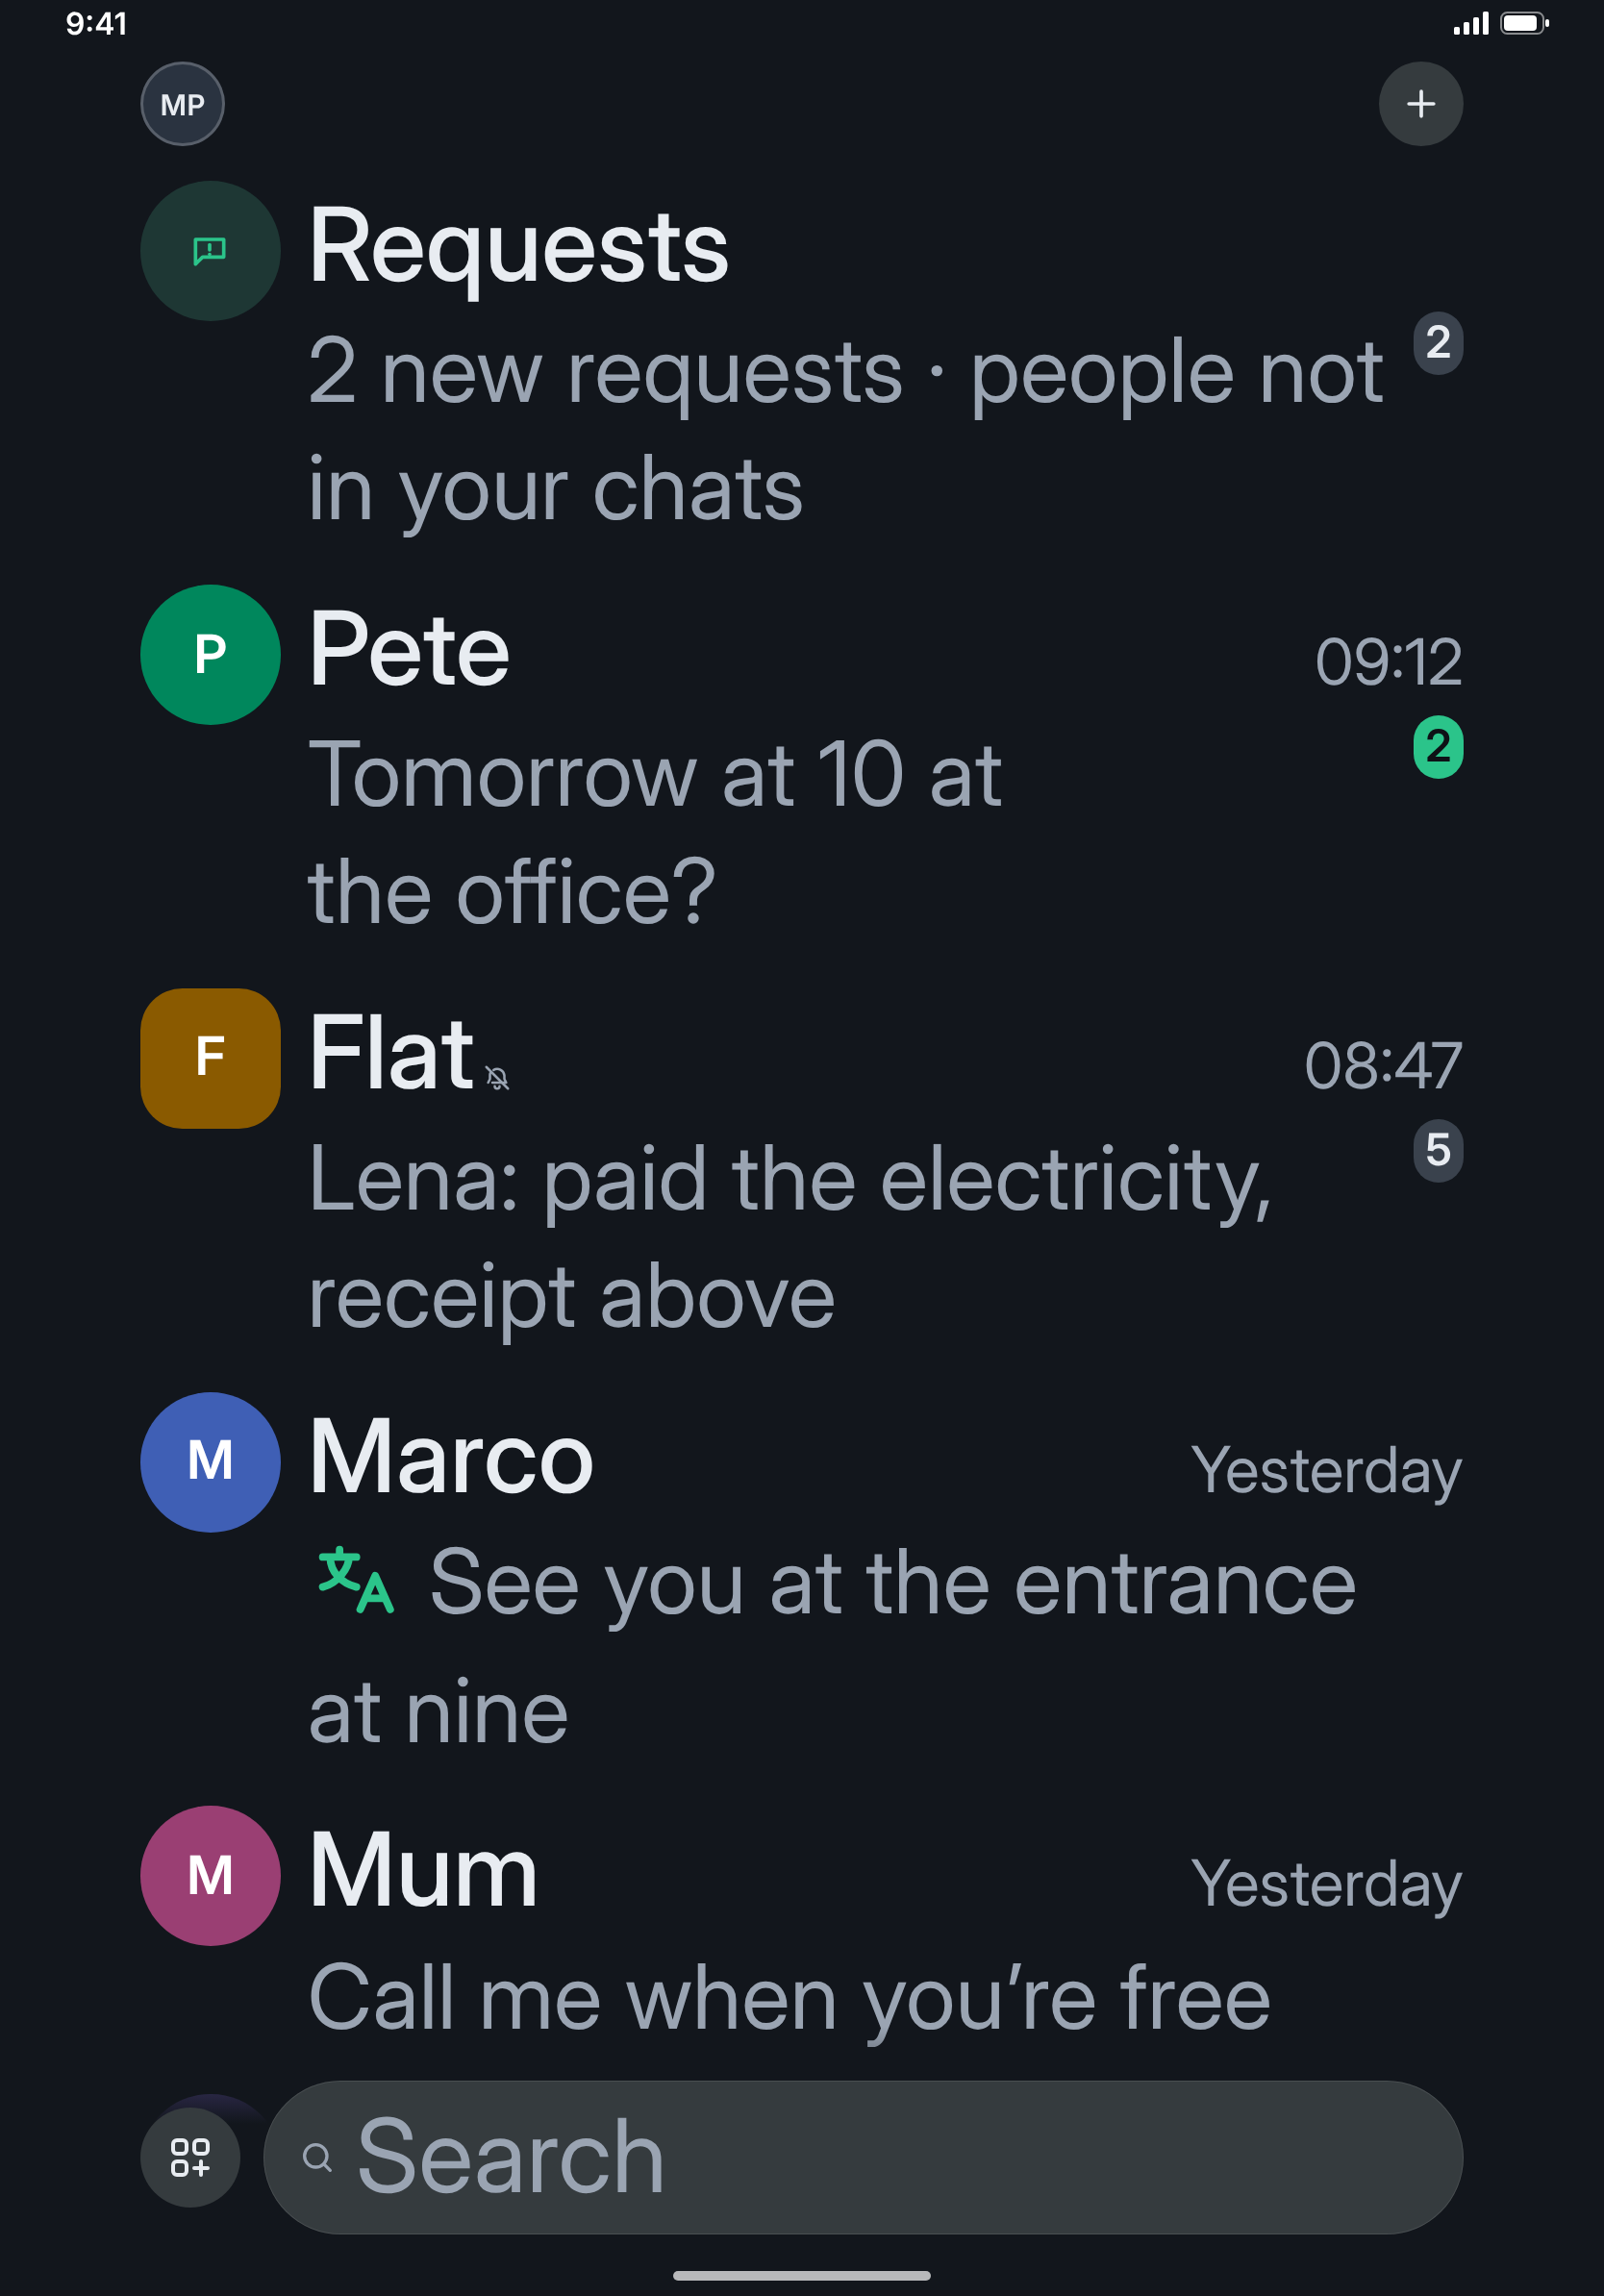 9:41
MP
Requests
2 new requests · people not
in your chats
2
P
Pete
09:12
Tomorrow at 10 at
the office?
2
F
Flat
08:47
Lena: paid the electricity,
receipt above
5
M
Marco
Yesterday
See you at the entrance
at nine
M
Mum
Yesterday
Call me when you’re free
Search